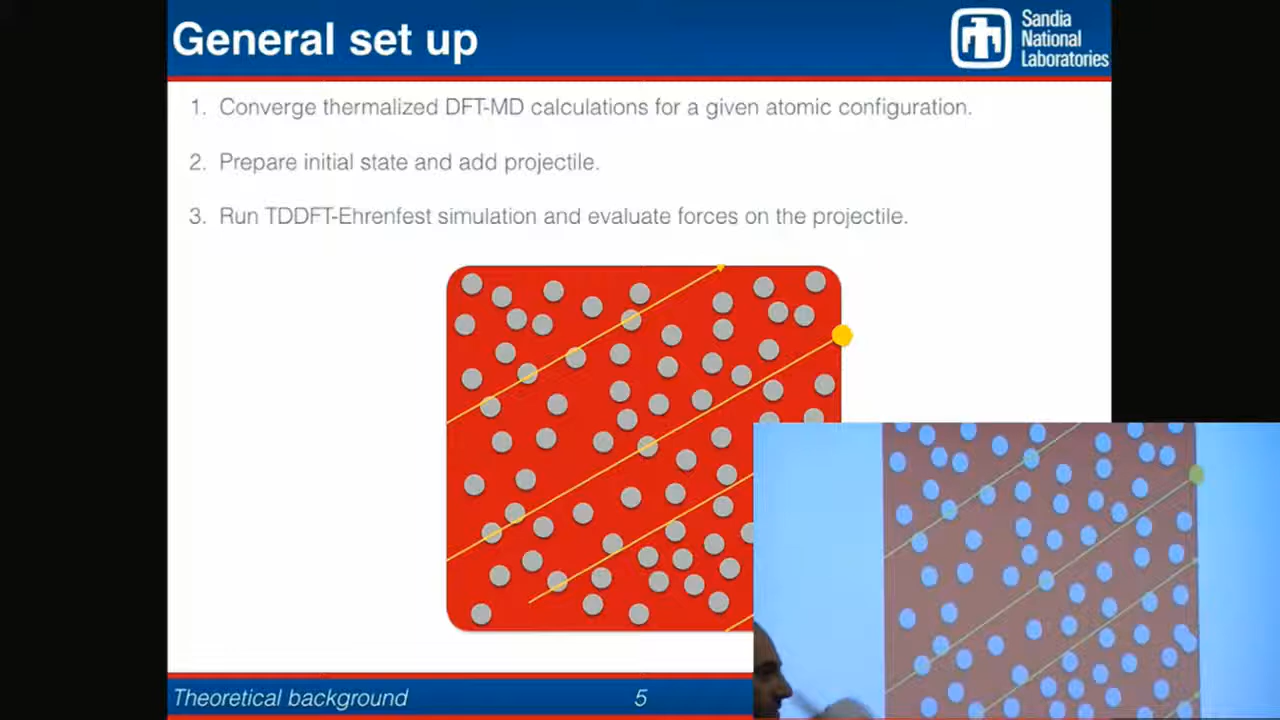 General set up
Sandia
National
Laboratories
1. Converge thermalized DFT-MD calculations for a given atomic configuration.
2. Prepare initial state and add projectile.
3. Run TDDFT-Ehrenfest simulation and evaluate forces on the projectile.
Theoretical background
5